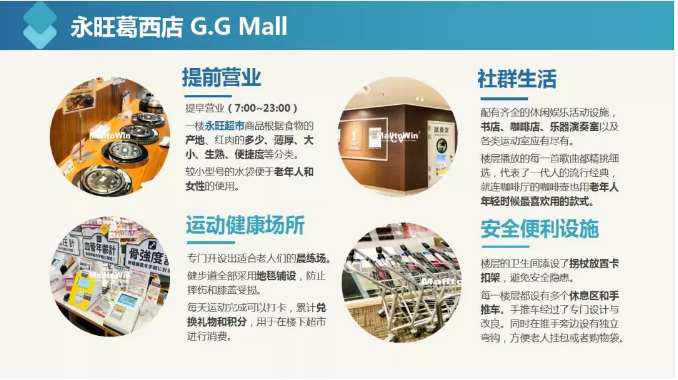 永旺葛西店 G.G Mall
提前营业
提早营业（7:00~23:00）
一楼永旺超市商品根据食物的
产地、红肉的多少、薄厚、大
小、生熟、便捷度等分类。
较小型号的水袋便于老年人和
女性的使用。
MalltoWin
社群生活
配有齐全的休闲娱乐活动设施，
书店、咖啡店、乐器演奏室以及
各类运动室应有尽有。
楼层播放的每一首歌曲都精挑细
选，代表了一代人的流行经典，
就连咖啡厅的咖啡壶也用老年人
年轻时候最喜欢用的款式。
MalltoWin
运动健康场所
专门开设出适合老人们的晨练场。
健步道全部采用地毯铺设，防止
摔伤和膝盖受损。
每天运动完成可以打卡，累计兑
换礼物和积分，用于在楼下超市
进行消费。
血管年齢計
骨強度
MalltoWin
安全便利设施
楼层的卫生间添设了拐杖放置卡
扣架，避免安全隐患。
每一楼层都设有多个休息区和手
推车。手推车经过了专门设计与
改良。同时在推手旁边设有独立
弯钩，方便老人挂包或者购物袋。
MalltoWin